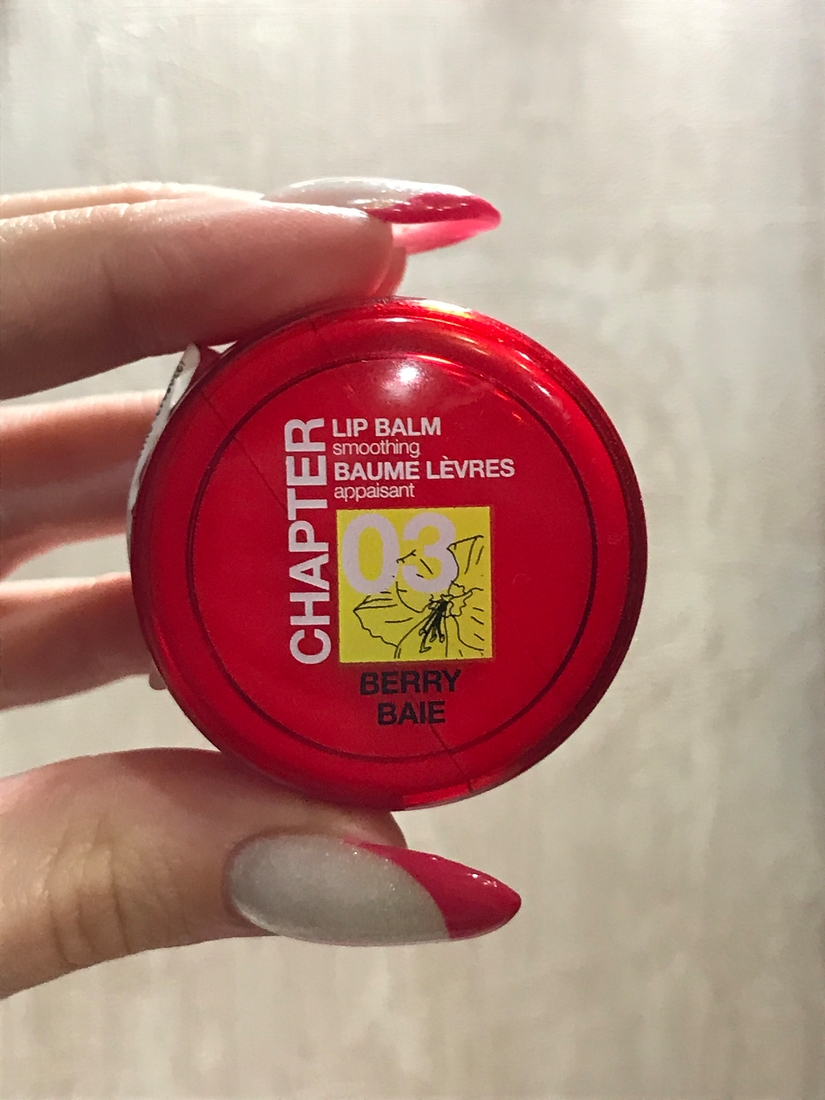 CHAPTER
LIP BALM
smoothing
BAUME LÈVRES
appaisant
03
BERRY
BAIE